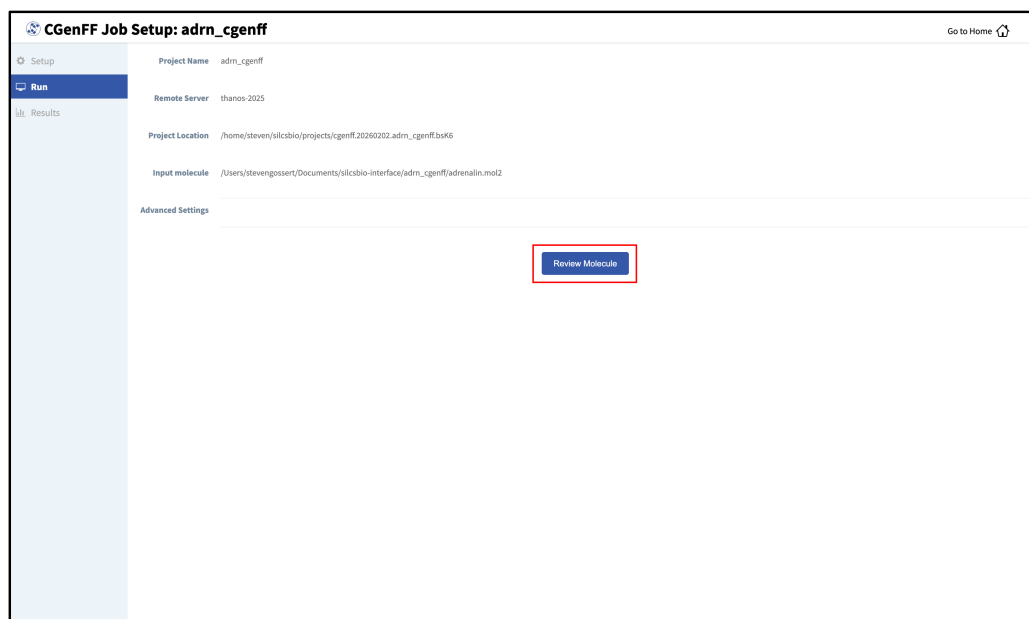 CGenFF Job Setup: adrn_cgenff
Go to Home
Setup
Run
Results
Project Name adrn_cgenff
Remote Server thanos-2025
Project Location /home/steven/silcsbio/projects/cgenff.20260202.adrn_cgenff.bsK6
Input molecule /Users/stevengossert/Documents/silcsbio-interface/adrn_cgenff/adrenalin.mol2
Advanced Settings
Review Molecule